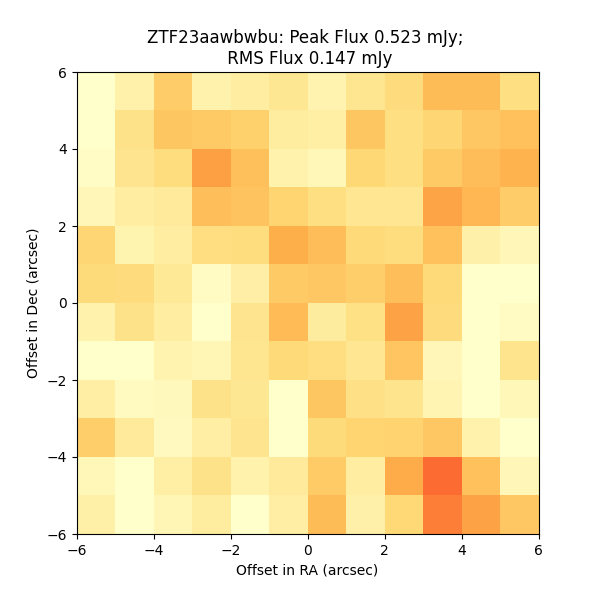 ZTF23aawbwbu: Peak Flux 0.523 mJy;
RMS Flux 0.147 mJy
6
4
2
0
−2
−4
−6
Offset in Dec (arcsec)
−6 −4 −2 0 2 4 6
Offset in RA (arcsec)